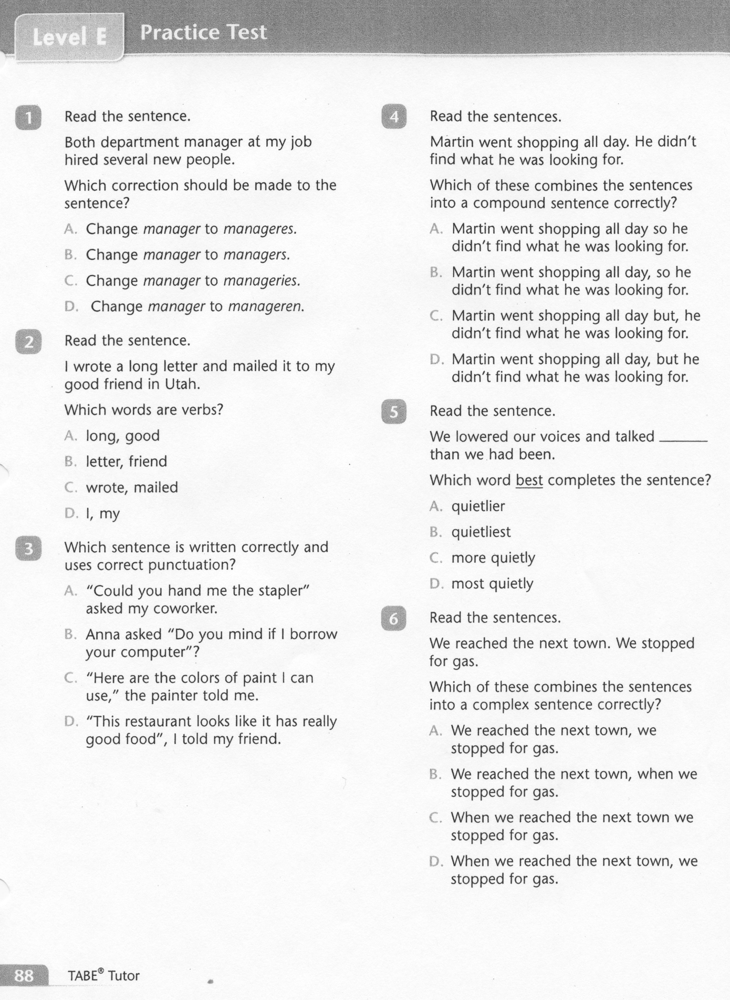 Level E
Practice Test
1
Read the sentence.
Both department manager at my job
hired several new people.
Which correction should be made to the
sentence?
A. Change manager to manageres.
B. Change manager to managers.
C. Change manager to manageries.
D. Change manager to manageren.
2
Read the sentence.
I wrote a long letter and mailed it to my
good friend in Utah.
Which words are verbs?
A. long, good
B. letter, friend
C. wrote, mailed
D. I, my
3
Which sentence is written correctly and
uses correct punctuation?
A. "Could you hand me the stapler"
asked my coworker.
B. Anna asked "Do you mind if I borrow
your computer"?
C. "Here are the colors of paint I can
use," the painter told me.
D. "This restaurant looks like it has really
good food", I told my friend.
4
Read the sentences.
Martin went shopping all day. He didn't
find what he was looking for.
Which of these combines the sentences
into a compound sentence correctly?
A. Martin went shopping all day so he
didn't find what he was looking for.
B. Martin went shopping all day, so he
didn't find what he was looking for.
C. Martin went shopping all day but, he
didn't find what he was looking for.
D. Martin went shopping all day, but he
didn't find what he was looking for.
5
Read the sentence.
We lowered our voices and talked ______
than we had been.
Which word best completes the sentence?
A. quietlier
B. quietliest
C. more quietly
D. most quietly
6
Read the sentences.
We reached the next town. We stopped
for gas.
Which of these combines the sentences
into a complex sentence correctly?
A. We reached the next town, we
stopped for gas.
B. We reached the next town, when we
stopped for gas.
C. When we reached the next town we
stopped for gas.
D. When we reached the next town, we
stopped for gas.
88
TABE® Tutor